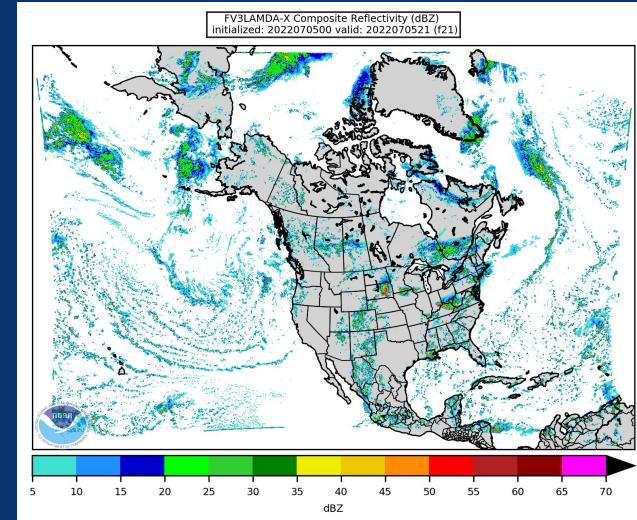 FV3LAMDA-X Composite Reflectivity (dBZ)
initialized: 2022070500 valid: 2022070521 (f21)
noaa
5 10 15 20 25 30 35 40 45 50 55 60 65 70
dBZ